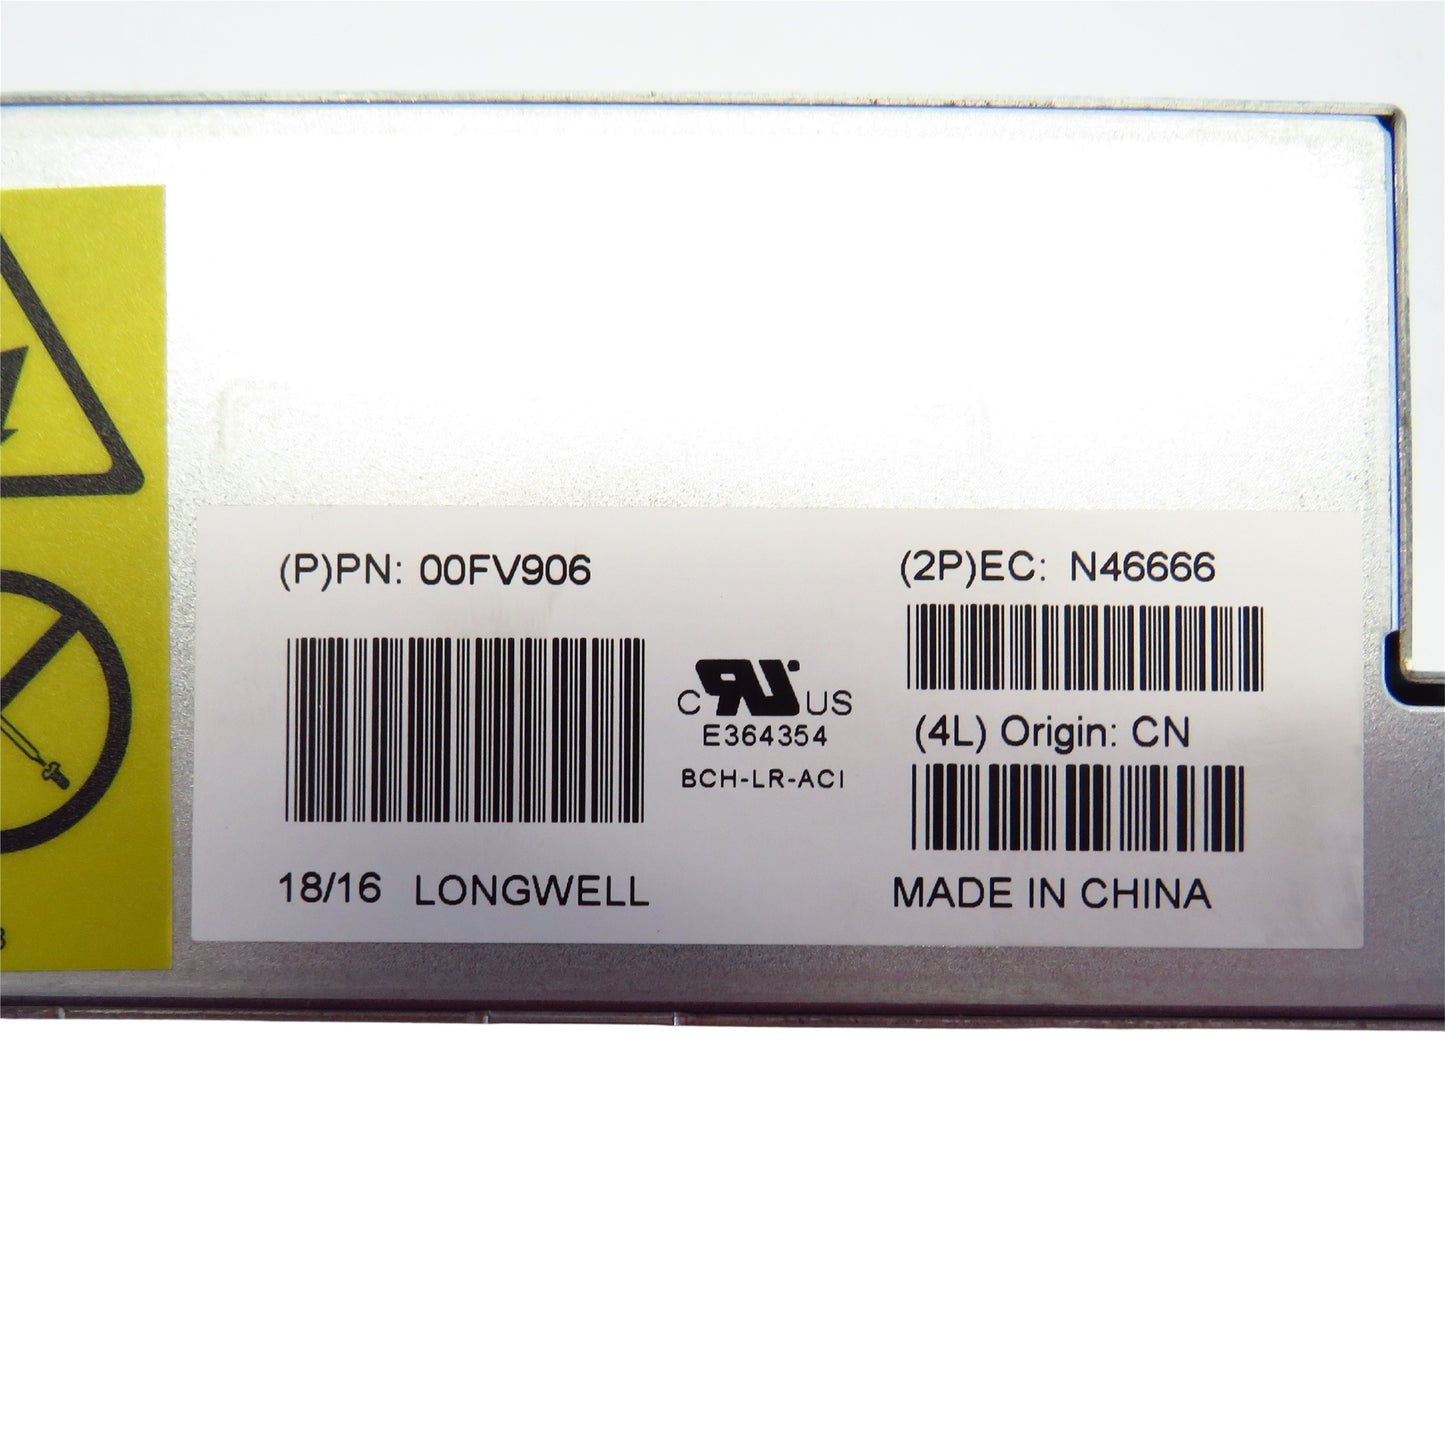 (P)PN: 00FV906
(2P)EC: N46666
C RU US
E364354
BCH-LR-ACI
(4L) Origin: CN
18/16 LONGWELL
MADE IN CHINA